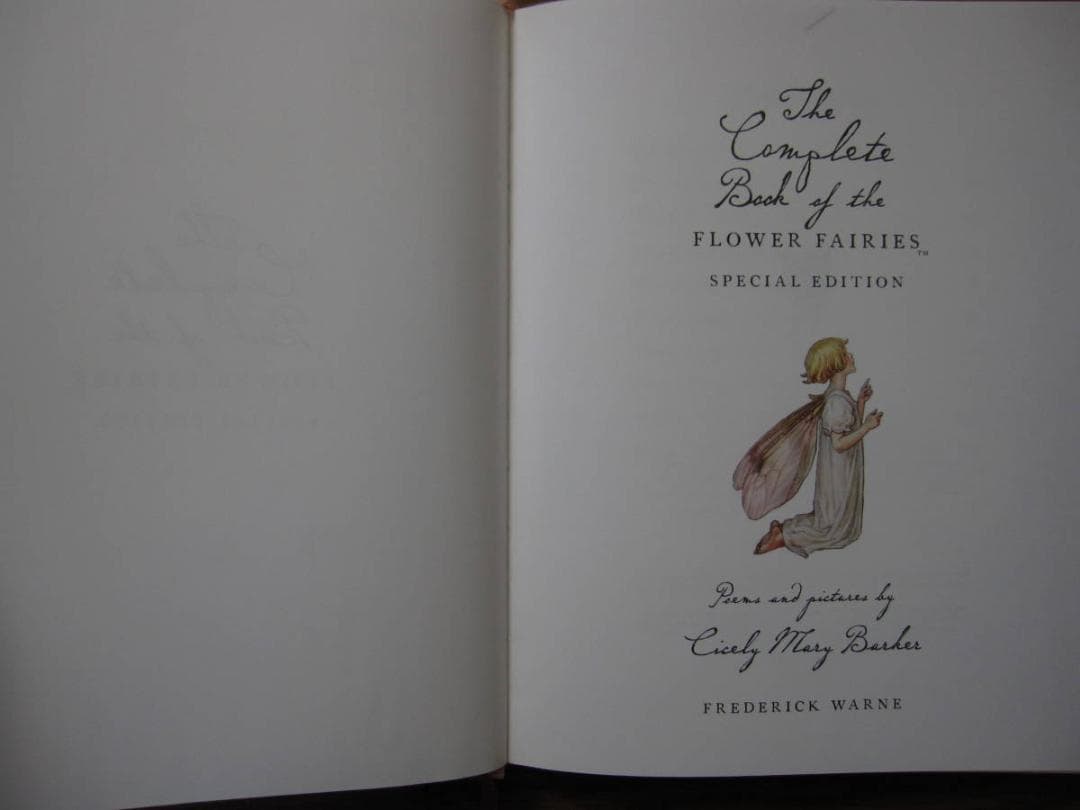 The
Complete
Book of the
FLOWER FAIRIES™
SPECIAL EDITION
Poems and pictures by
Cicely Mary Barker
FREDERICK WARNE